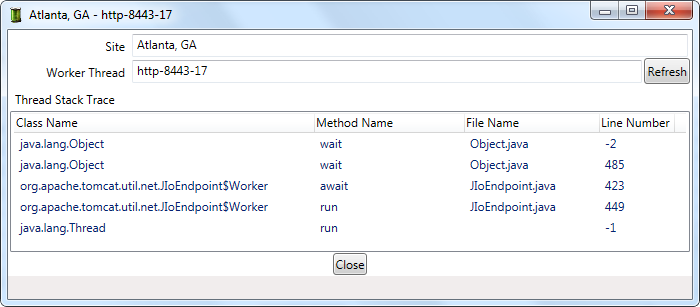 Atlanta, GA - http-8443-17
Site Atlanta, GA
Worker Thread http-8443-17 Refresh
Thread Stack Trace
Class Name Method Name File Name Line Number
java.lang.Object wait Object.java -2
java.lang.Object wait Object.java 485
org.apache.tomcat.util.net.JIoEndpoint$Worker await JIoEndpoint.java 423
org.apache.tomcat.util.net.JIoEndpoint$Worker run JIoEndpoint.java 449
java.lang.Thread run -1
Close